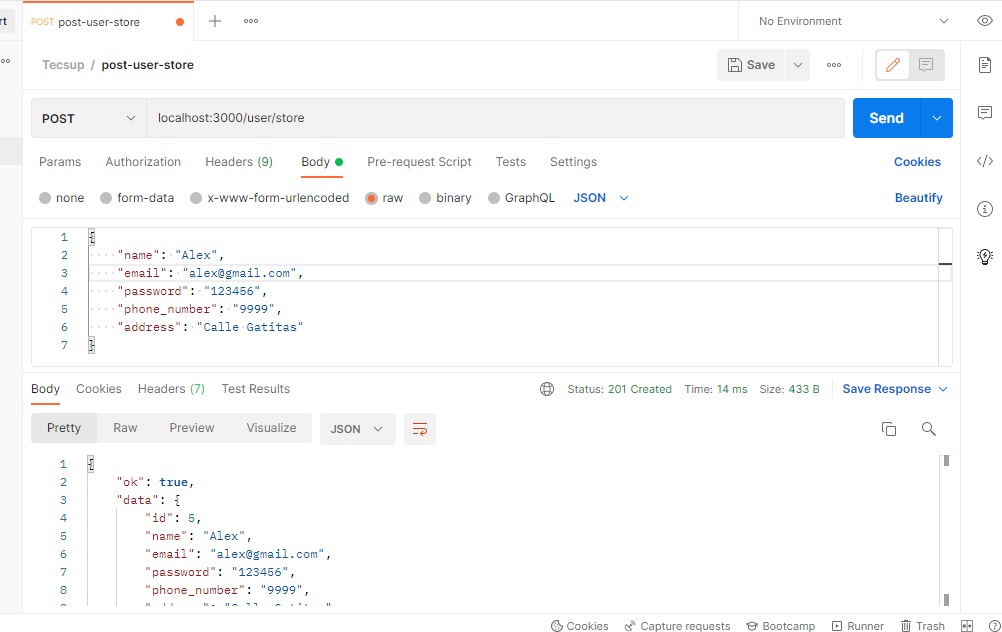 rt POST post-user-store No Environment
Tecsup / post-user-store Save
POST localhost:3000/user/store Send
Params Authorization Headers (9) Body Pre-request Script Tests Settings Cookies
none form-data x-www-form-urlencoded raw binary GraphQL JSON Beautify
1 {
2 "name": "Alex",
3 "email": "alex@gmail.com",
4 "password": "123456",
5 "phone_number": "9999",
6 "address": "Calle Gatitas"
7 }
Body Cookies Headers (7) Test Results Status: 201 Created Time: 14 ms Size: 433 B Save Response
Pretty Raw Preview Visualize JSON
1 {
2 "ok": true,
3 "data": {
4 "id": 5,
5 "name": "Alex",
6 "email": "alex@gmail.com",
7 "password": "123456",
8 "phone_number": "9999",
Cookies Capture requests Bootcamp Runner Trash